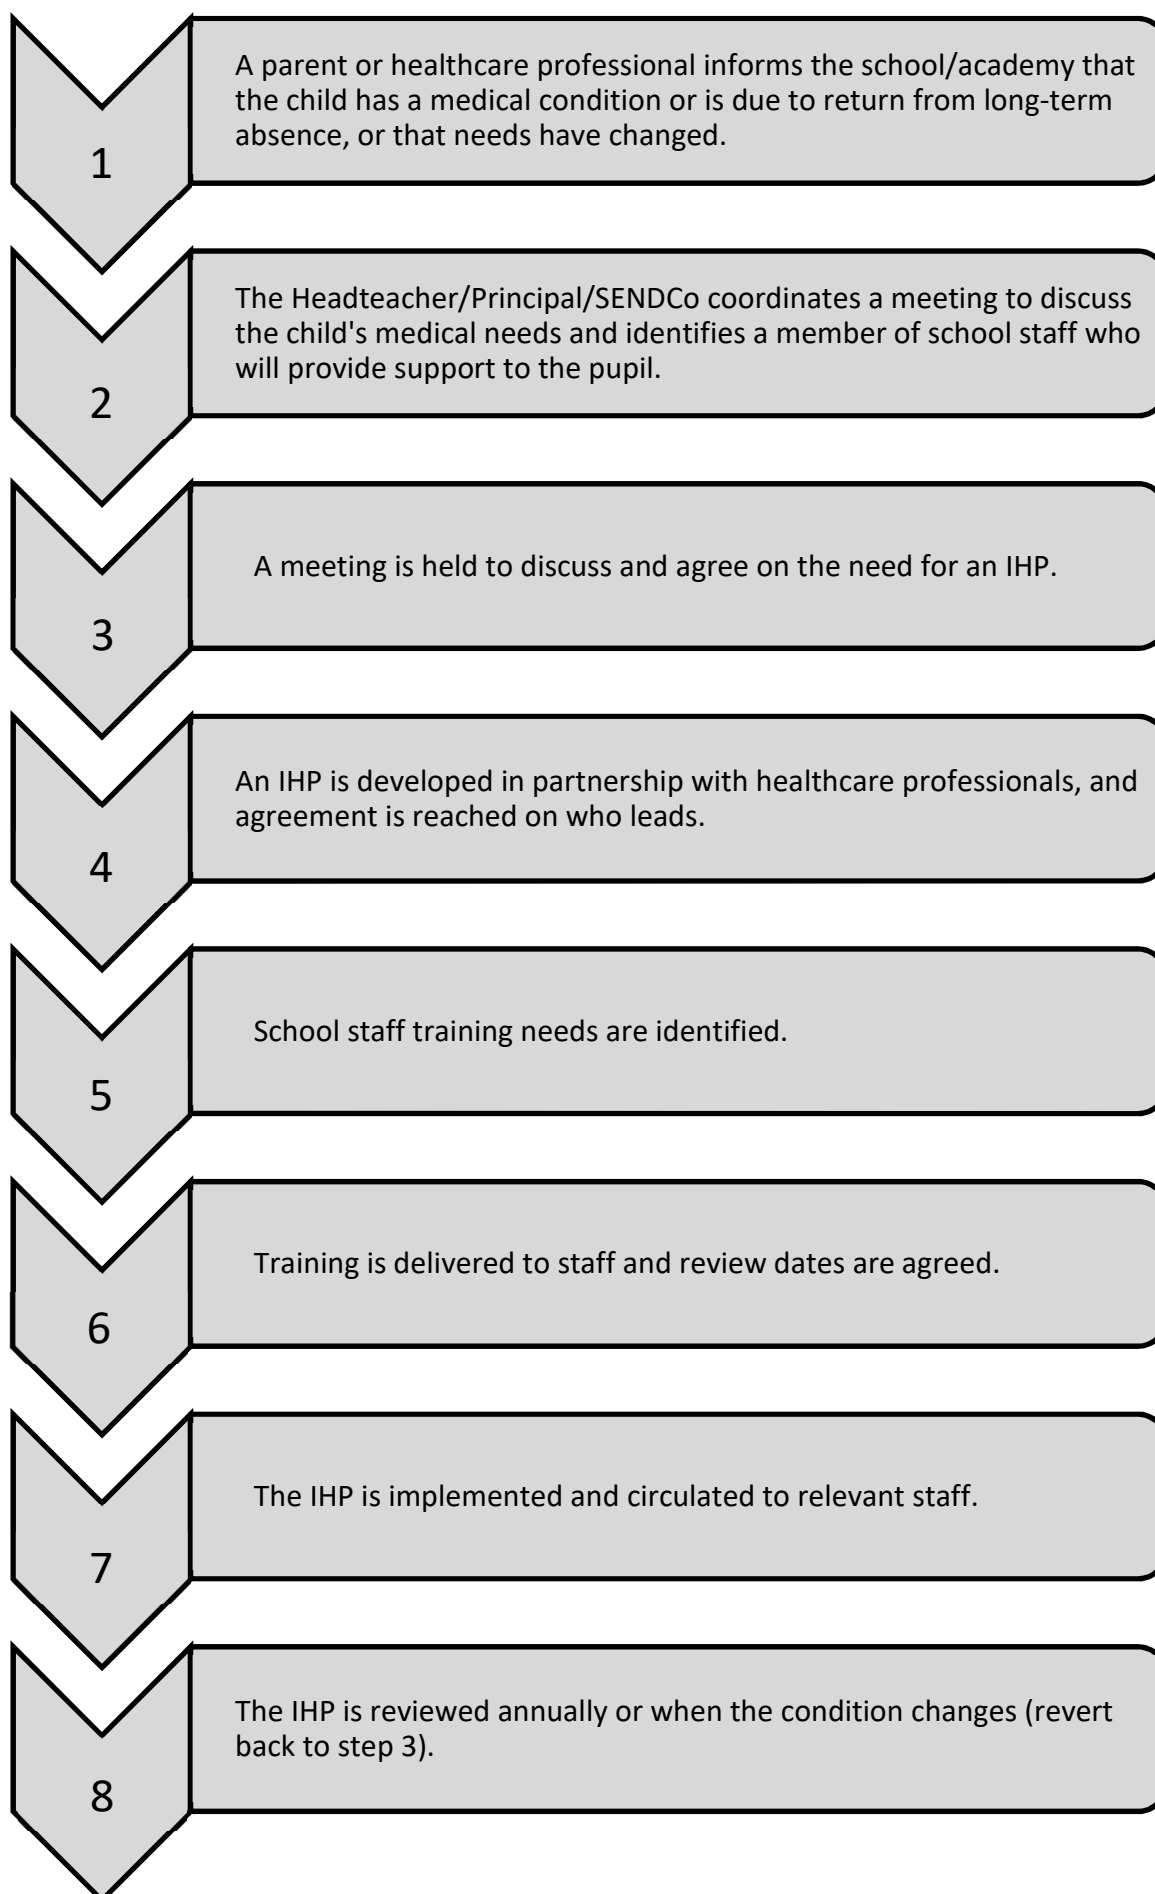 A parent or healthcare professional informs the school/academy that
the child has a medical condition or is due to return from long-term
absence, or that needs have changed.
1
The Headteacher/Principal/SENDCo coordinates a meeting to discuss
the child's medical needs and identifies a member of school staff who
will provide support to the pupil.
2
A meeting is held to discuss and agree on the need for an IHP.
3
An IHP is developed in partnership with healthcare professionals, and
agreement is reached on who leads.
4
School staff training needs are identified.
5
Training is delivered to staff and review dates are agreed.
6
The IHP is implemented and circulated to relevant staff.
7
The IHP is reviewed annually or when the condition changes (revert
back to step 3).
8